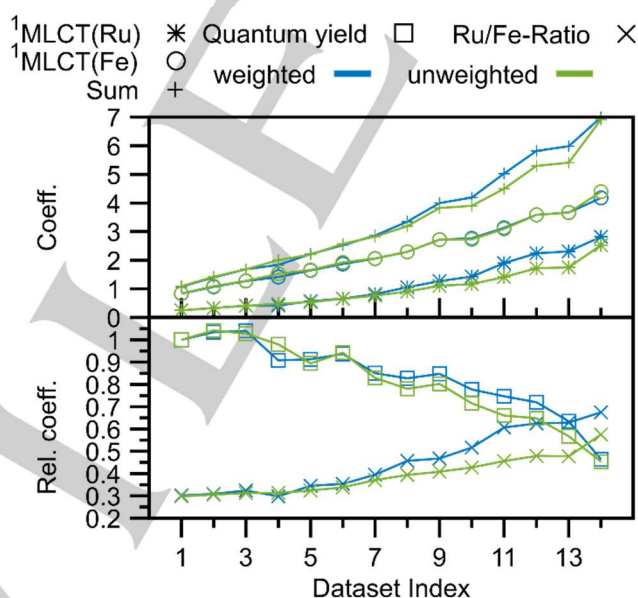 ¹MLCT(Ru) Quantum yield Ru/Fe-Ratio
¹MLCT(Fe) weighted unweighted
Sum
7
6
5
4
3
2
1
0
Coeff.
1
0.9
0.8
0.7
0.6
0.5
0.4
0.3
0.2
Rel. coeff.
1 3 5 7 9 11 13
Dataset Index